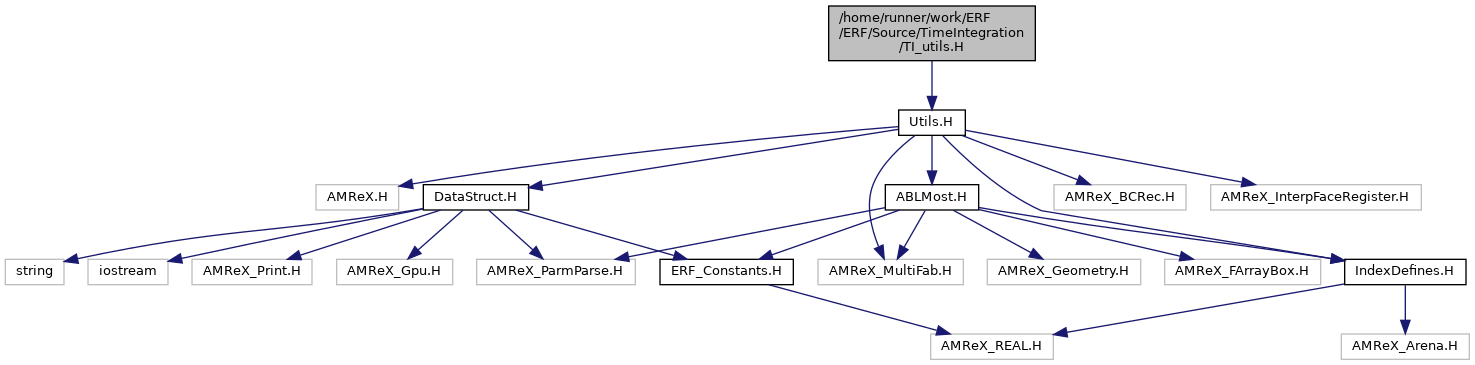 /home/runner/work/ERF
/ERF/Source/TimeIntegration
/TI_utils.H
Utils.H
AMReX.H
DataStruct.H
ABLMost.H
AMReX_BCRec.H
AMReX_InterpFaceRegister.H
string
iostream
AMReX_Print.H
AMReX_Gpu.H
AMReX_ParmParse.H
ERF_Constants.H
AMReX_MultiFab.H
AMReX_Geometry.H
AMReX_FArrayBox.H
IndexDefines.H
AMReX_REAL.H
AMReX_Arena.H